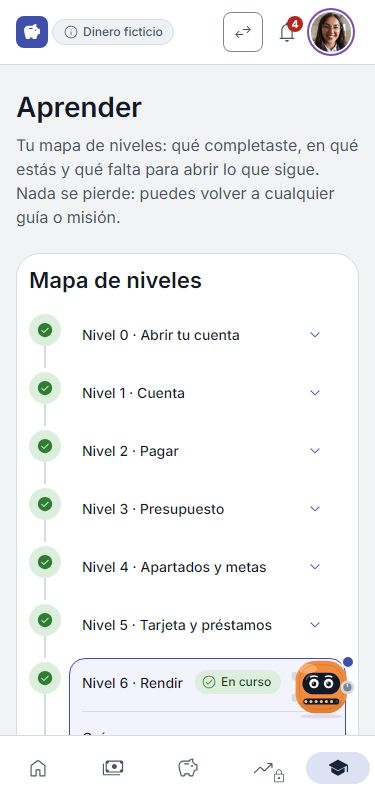 Dinero ficticio
4
Aprender
Tu mapa de niveles: qué completaste, en qué
estás y qué falta para abrir lo que sigue.
Nada se pierde: puedes volver a cualquier
guía o misión.
Mapa de niveles
Nivel 0 · Abrir tu cuenta
Nivel 1 · Cuenta
Nivel 2 · Pagar
Nivel 3 · Presupuesto
Nivel 4 · Apartados y metas
Nivel 5 · Tarjeta y préstamos
Nivel 6 · Rendir En curso